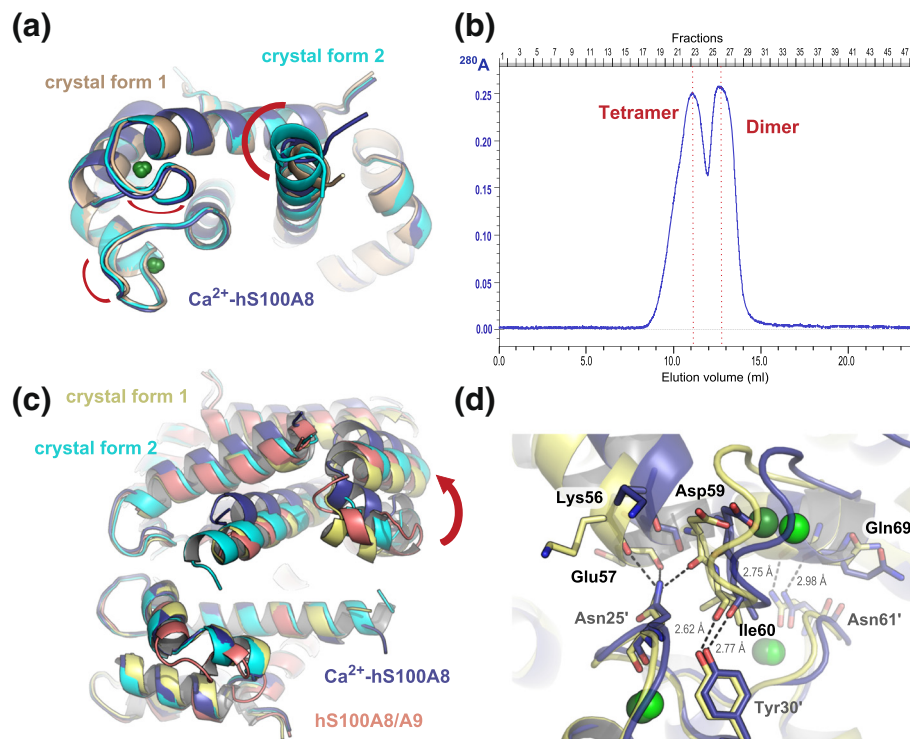 (a)
crystal form 2
crystal form 1
Ca2+-hS100A8
(b)
Fractions
1 3 5 7 9 11 13 15 17 19 21 23 25 27 29 31 33 35 37 39 41 43 45 47
280A
0.25
Tetramer
Dimer
0.20
0.15
0.10
0.05
0.00
0.0 5.0 10.0 15.0 20.0
Elution volume (ml)
(c)
crystal form 1
crystal form 2
Ca2+-hS100A8
hS100A8/A9
(d)
Lys56
Asp59
Gln69
Glu57
2.75 Å
2.98 Å
Asn25'
2.62 Å
Ile60
Asn61'
2.77 Å
Tyr30'